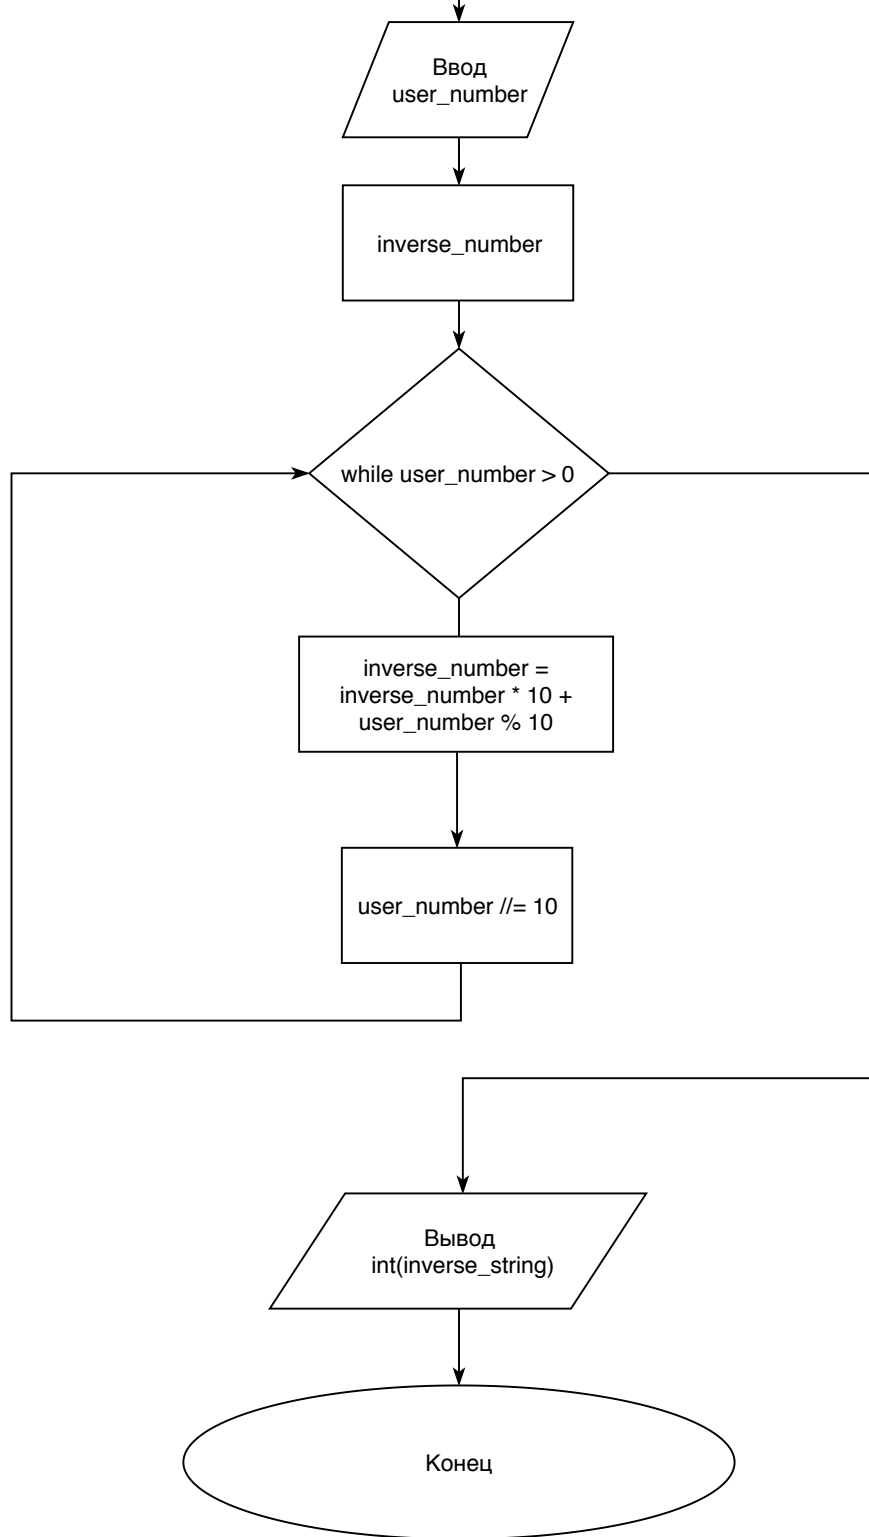 Ввод
user_number
inverse_number
while user_number > 0
inverse_number =
inverse_number * 10 +
user_number % 10
user_number //= 10
Вывод
int(inverse_string)
Конец